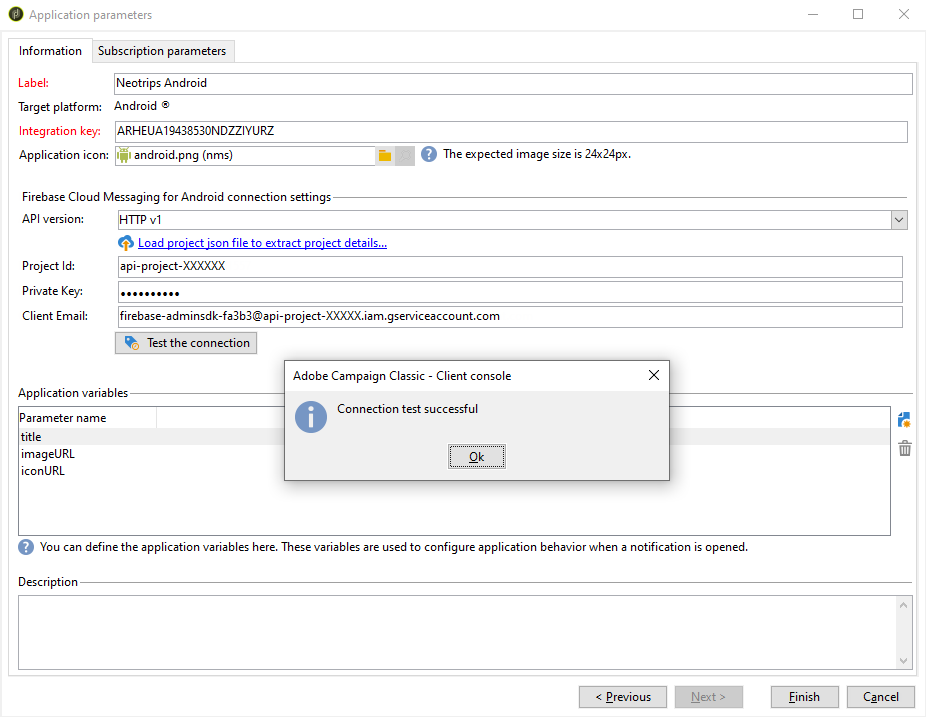 Application parameters
Information
Subscription parameters
Label:
Neotrips Android
Target platform:
Android ®
Integration key:
ARHEUA19438530NDZZIYURZ
Application icon:
android.png (nms)
? The expected image size is 24x24px.
Firebase Cloud Messaging for Android connection settings
API version:
HTTP v1
Load project json file to extract project details...
Project Id:
api-project-XXXXXX
Private Key:
••••••••••
Client Email:
firebase-adminsdk-fa3b3@api-project-XXXXX.iam.gserviceaccount.com
Test the connection
Adobe Campaign Classic - Client console
Connection test successful
Ok
Application variables
Parameter name
title
imageURL
iconURL
? You can define the application variables here. These variables are used to configure application behavior when a notification is opened.
Description
< Previous
Next >
Finish
Cancel